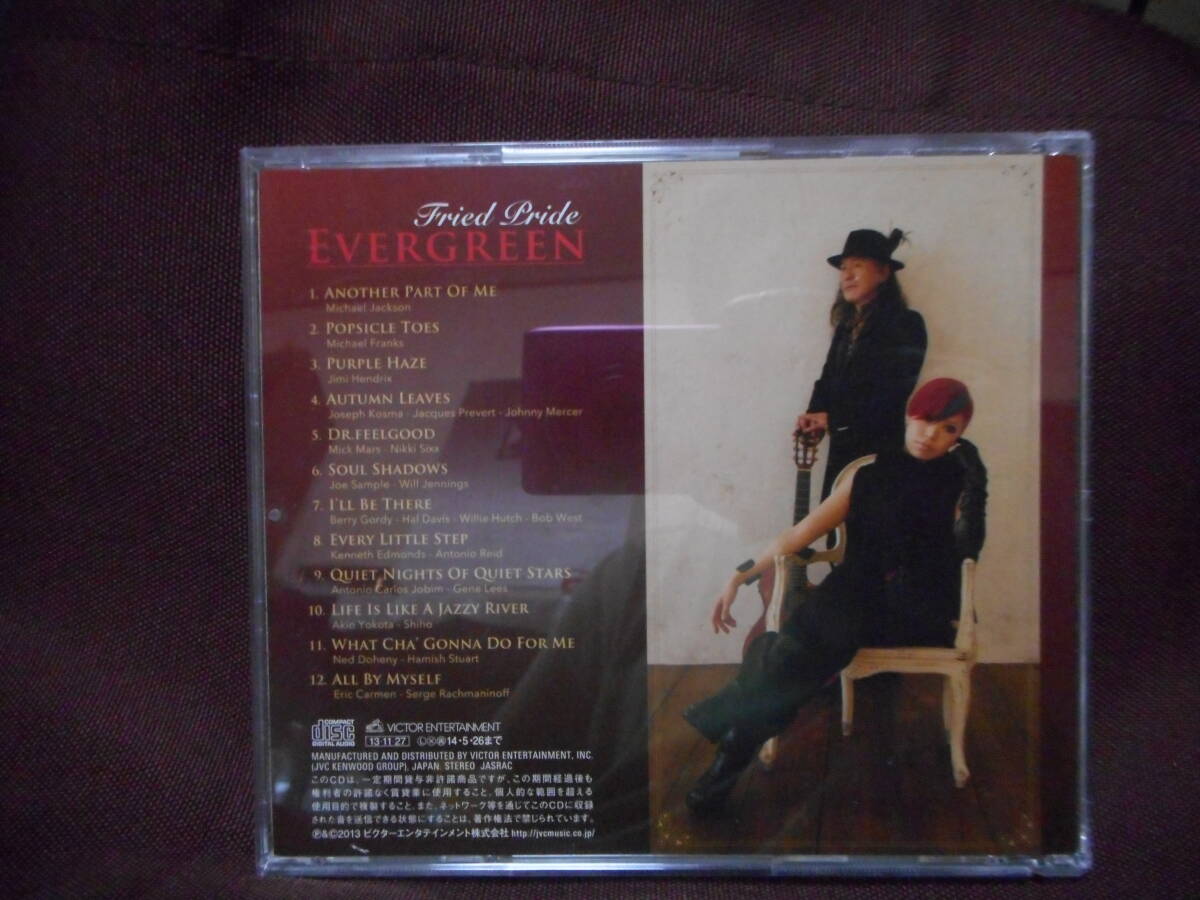 Fried Pride
EVERGREEN
1. ANOTHER PART OF ME
Michael Jackson
2. POPSICLE TOES
Michael Franks
3. PURPLE HAZE
Jimi Hendrix
4. AUTUMN LEAVES
Joseph Kosma - Jacques Prevert - Johnny Mercer
5. DR.FEELGOOD
Mick Mars - Nikki Sixx
6. SOUL SHADOWS
Joe Sample - Will Jennings
7. I'LL BE THERE
Berry Gordy - Hal Davis - Willie Hutch - Bob West
8. EVERY LITTLE STEP
Kenneth Edmonds - Antonio Reid
9. QUIET NIGHTS OF QUIET STARS
Antonio Carlos Jobim - Gene Lees
10. LIFE IS LIKE A JAZZY RIVER
Akio Yokota - Shiho
11. WHAT CHA' GONNA DO FOR ME
Ned Doheny - Hamish Stuart
12. ALL BY MYSELF
Eric Carmen - Serge Rachmaninoff
COMPACT disc DIGITAL AUDIO
VICTOR ENTERTAINMENT
13・11・27 Ⓛ Ⓧ 14・5・26まで
MANUFACTURED AND DISTRIBUTED BY VICTOR ENTERTAINMENT, INC.
(JVC KENWOOD GROUP), JAPAN. STEREO JASRAC
このCDは、一定期間貸与非許諾商品ですが、この期間経過後も
権利者の許諾なく賃貸業に使用すること、個人的な範囲を超える
使用目的で複製すること、また、ネットワーク等を通じてこのCDに収録
された音を送信できる状態にすることは、著作権法で禁じられています。
Ⓟ&©2013 ビクターエンタテインメント株式会社 http://jvcmusic.co.jp/